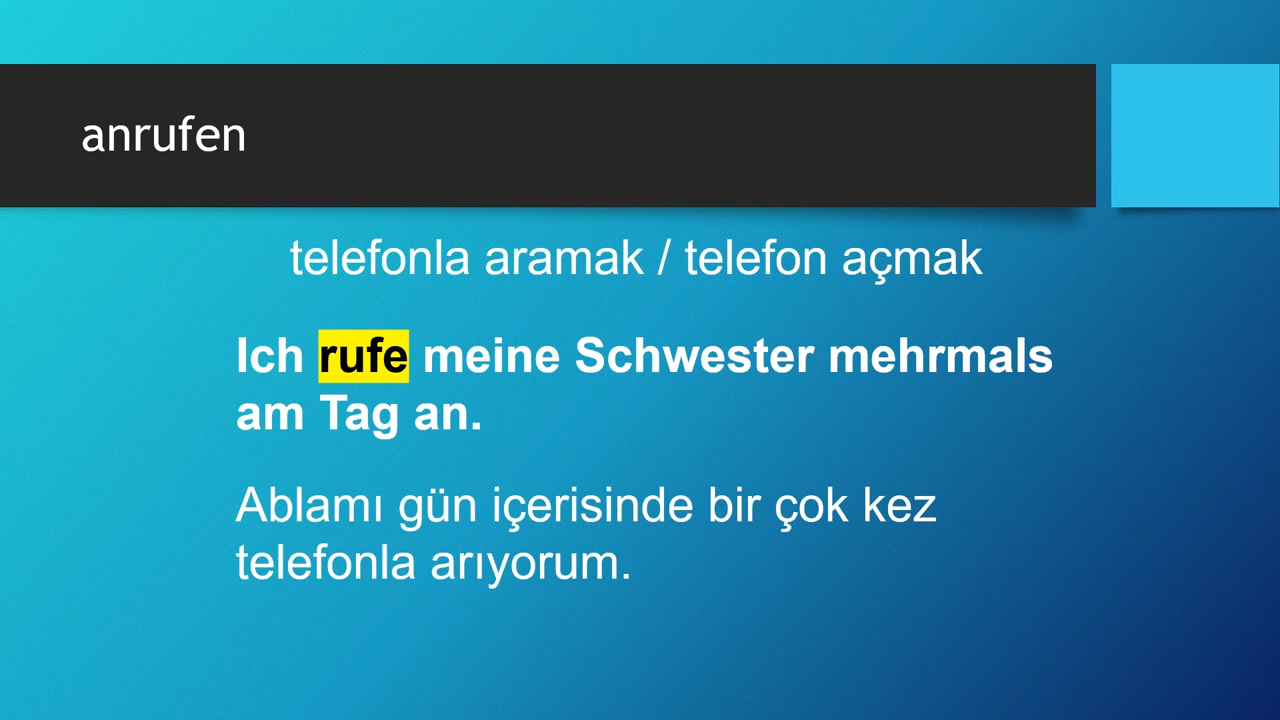 anrufen
telefonla aramak / telefon açmak
Ich rufe meine Schwester mehrmals
am Tag an.
Ablamı gün içerisinde bir çok kez
telefonla arıyorum.